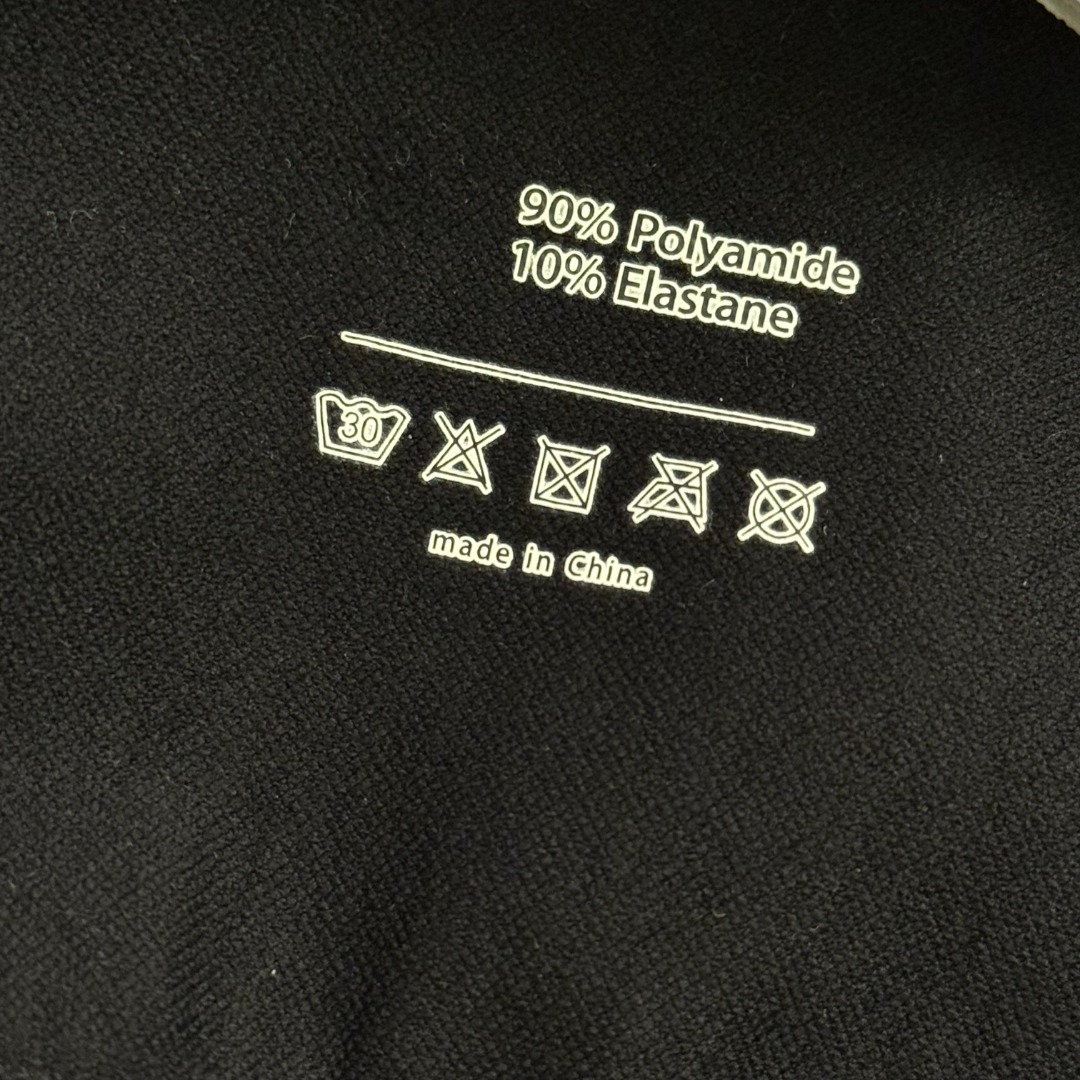 90% Polyamide
10% Elastane
30
made in China